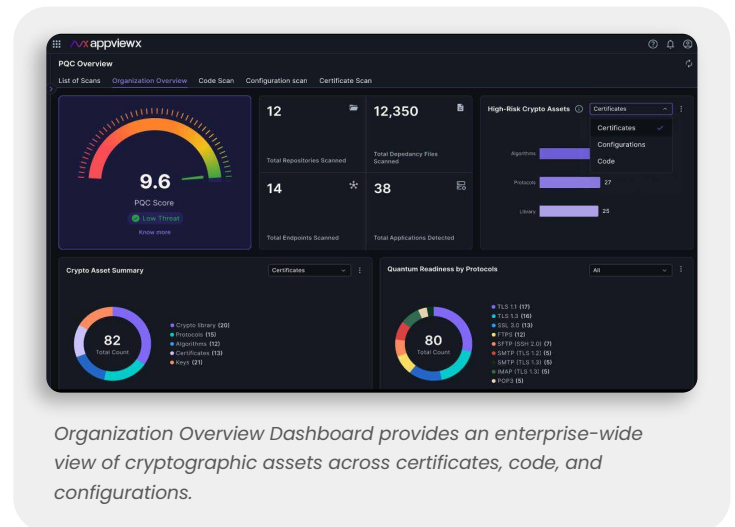 appviewx
PQC Overview
List of Scans Organization Overview Code Scan Configuration scan Certificate Scan
9.6
PQC Score
Low Threat
Know more
12
Total Repositories Scanned
12,350
Total Depedancy Files
Scanned
14
Total Endpoints Scanned
38
Total Applications Detected
High-Risk Crypto Assets
Certificates
Certificates
Configurations
Code
Algorithms
Protocols
27
Library
25
Crypto Asset Summary
Certificates
82
Total Count
Crypto library (20)
Protocols (15)
Algorithms (12)
Certificates (13)
Keys (21)
Quantum Readiness by Protocols
All
80
Total Count
TLS 1.1 (17)
TLS 1.3 (16)
SSL 3.0 (13)
FTPS (12)
SFTP (SSH 2.0) (7)
SMTP (TLS 1.2) (5)
SMTP (TLS 1.3) (5)
IMAP (TLS 1.3) (5)
POP3 (5)
Organization Overview Dashboard provides an enterprise-wide
view of cryptographic assets across certificates, code, and
configurations.